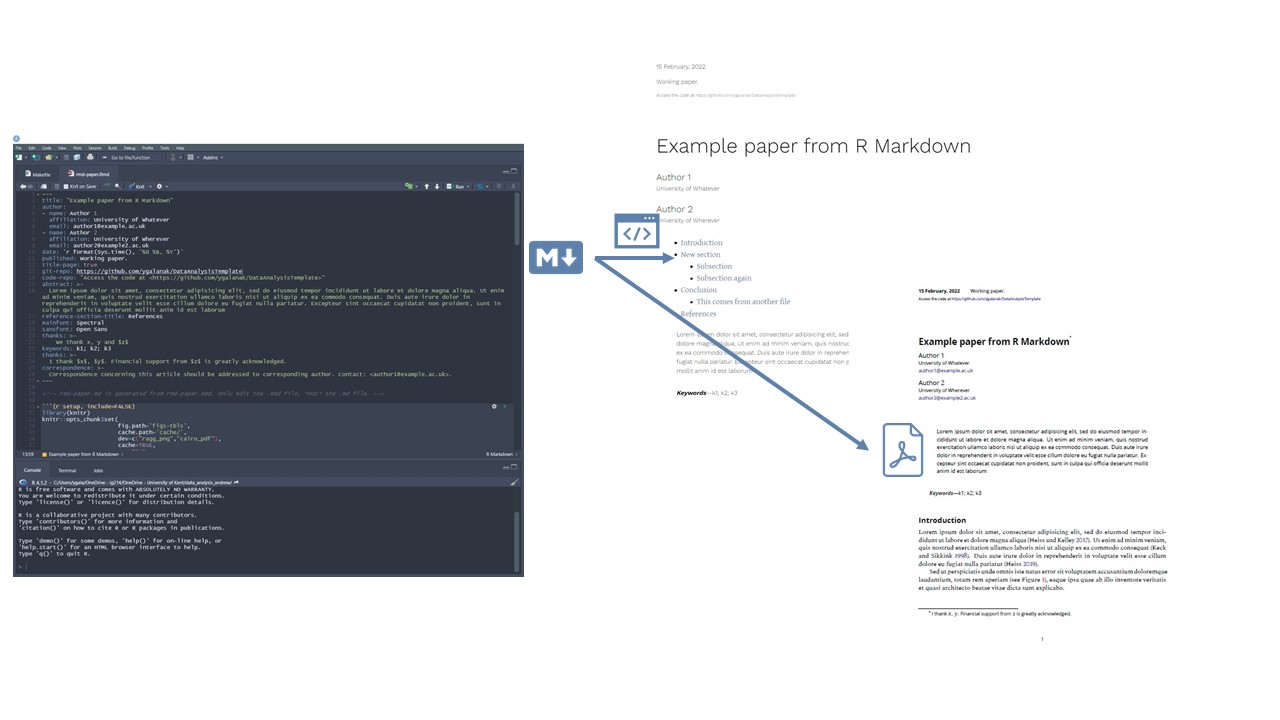 File Edit Code View Plots Session Build Debug Profile Tools Help
Go to file/function Addins
Makefile rmd-paper.Rmd
Knit on Save Knit Run
---
title: "Example paper from R Markdown"
author:
- name: Author 1
affiliation: University of Whatever
email: author1@example.ac.uk
- name: Author 2
affiliation: University of Wherever
email: author2@example2.ac.uk
date: '`r format(Sys.time(), "%d %B, %Y")`'
published: Working paper.
title-page: true
git-repo: https://github.com/ygalanak/DataAnalysisTemplate
code-repo: "Access the code at <https://github.com/ygalanak/DataAnalysisTemplate>"
abstract: >-
Lorem ipsum dolor sit amet, consectetur adipisicing elit, sed do eiusmod tempor incididunt ut labore et dolore magna aliqua. Ut enim
ad minim veniam, quis nostrud exercitation ullamco laboris nisi ut aliquip ex ea commodo consequat. Duis aute irure dolor in
reprehenderit in voluptate velit esse cillum dolore eu fugiat nulla pariatur. Excepteur sint occaecat cupidatat non proident, sunt in
culpa qui officia deserunt mollit anim id est laborum
reference-section-title: References
mainfont: Spectral
sansfont: Open Sans
thanks: >-
we thank x, y and $z$
keywords: k1; k2; k3
thanks: >-
I thank $x$, $y$. Financial support from $z$ is greatly acknowledged.
correspondence: >-
Correspondence concerning this article should be addressed to corresponding author. Contact: <author1@example.ac.uk>.
---
<!-- rmd-paper.md is generated from rmd-paper.Rmd. only edit the .Rmd file, *not* the .md file. -->
```{r setup, include=FALSE}
library(knitr)
knitr::opts_chunk$set(
fig.path='figs-tbls',
cache.path='cache/',
dev=c("ragg_png","cairo_pdf"),
cache=TRUE,
Example paper from R Markdown R Markdown
Console Terminal Jobs
R 4.1.2
R is free software and comes with ABSOLUTELY NO WARRANTY.
You are welcome to redistribute it under certain conditions.
Type 'license()' or 'licence()' for distribution details.
R is a collaborative project with many contributors.
Type 'contributors()' for more information and
'citation()' on how to cite R or R packages in publications.
Type 'demo()' for some demos, 'help()' for on-line help, or
'help.start()' for an HTML browser interface to help.
Type 'q()' to quit R.
>
M
</>
15 February, 2022
Working paper.
Access the code at https://github.com/ygalanak/DataAnalysisTemplate
Example paper from R Markdown
Author 1
University of Whatever
Author 2
University of Wherever
Introduction
New section
Subsection
Subsection again
Conclusion
This comes from another file
References
Lorem ipsum dolor sit amet, consectetur adipisicing elit, sed
dolore magna aliqua. Ut enim ad minim veniam, quis nostruc
ex ea commodo consequat. Duis aute irure dolor in reprehen
fugiat nulla pariatur. Excepteur sint occaecat cupidatat non p
mollit anim id est laborum
Keywords—k1; k2; k3
15 February, 2022 Working paper.
Access the code at https://github.com/ygalanak/DataAnalysisTemplate
Example paper from R Markdown*
Author 1
University of Whatever
author1@example.ac.uk
Author 2
University of Wherever
author2@example2.ac.uk
Lorem ipsum dolor sit amet, consectetur adipisicing elit, sed do eiusmod tempor in-
cididunt ut labore et dolore magna aliqua. Ut enim ad minim veniam, quis nostrud
exercitation ullamco laboris nisi ut aliquip ex ea commodo consequat. Duis aute irure
dolor in reprehenderit in voluptate velit esse cillum dolore eu fugiat nulla pariatur. Ex-
cepteur sint occaecat cupidatat non proident, sunt in culpa qui officia deserunt mollit
anim id est laborum
Keywords—k1; k2; k3
Introduction
Lorem ipsum dolor sit amet, consectetur adipisicing elit, sed do eiusmod tempor inci-
didunt ut labore et dolore magna aliqua (Heiss and Kelley 2017). Ut enim ad minim veniam,
quis nostrud exercitation ullamco laboris nisi ut aliquip ex ea commodo consequat (Keck
and Sikkink 1998). Duis aute irure dolor in reprehenderit in voluptate velit esse cillum
dolore eu fugiat nulla pariatur (Heiss 2019).
Sed ut perspiciatis unde omnis iste natus error sit voluptatem accusantium doloremque
laudantium, totam rem aperiam (see Figure 1), eaque ipsa quae ab illo inventore veritatis
et quasi architecto beatae vitae dicta sunt explicabo.
*I thank x, y. Financial support from z is greatly acknowledged.
1